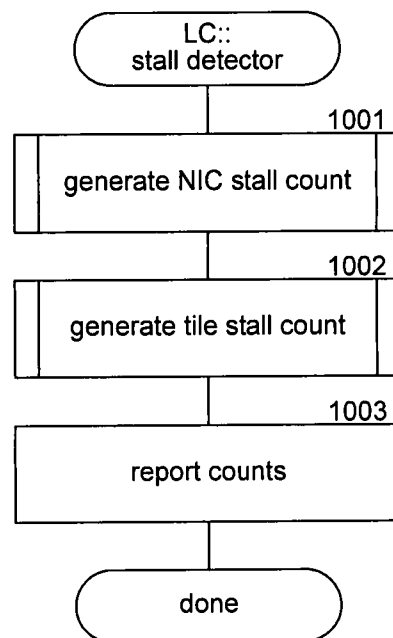 LC::
stall detector
1001
generate NIC stall count
1002
generate tile stall count
1003
report counts
done